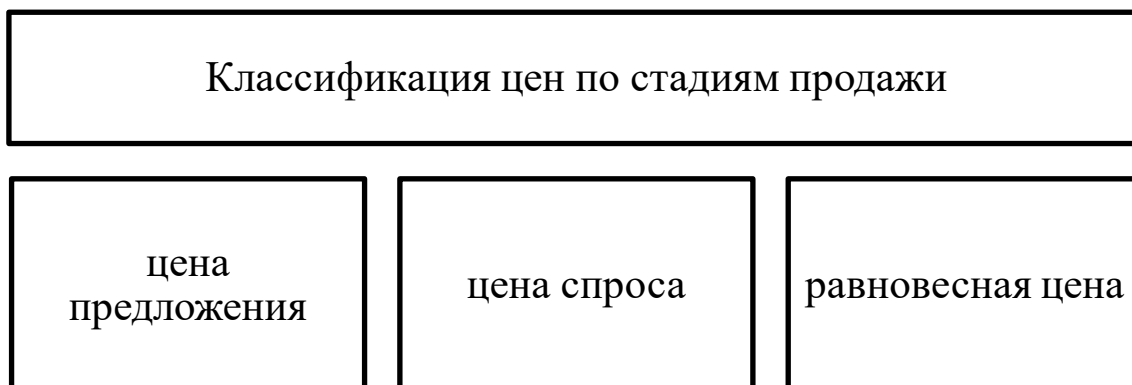 Классификация цен по стадиям продажи
цена
предложения
цена спроса
равновесная цена